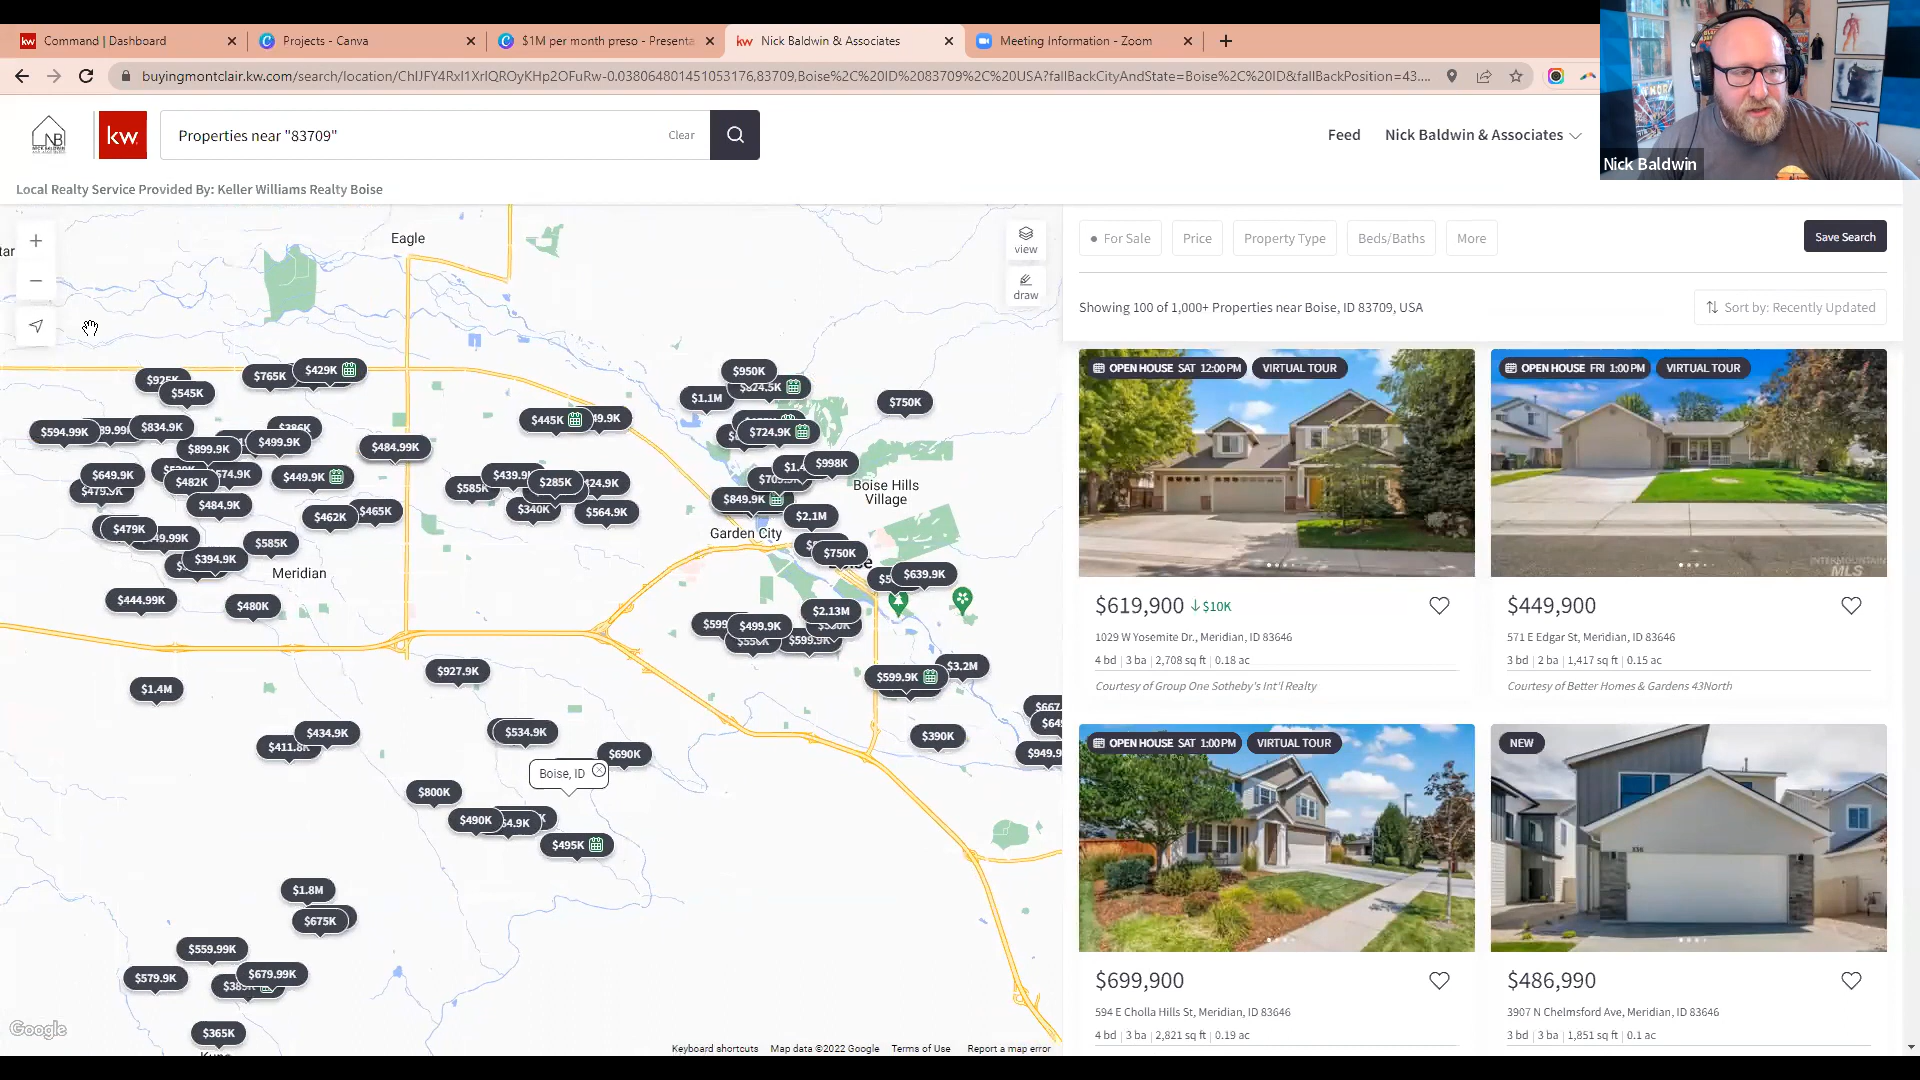 Command | Dashboard
Projects - Canva
$1M per month preso - Presenta
Nick Baldwin & Associates
Meeting Information - Zoom
buyingmontclair.kw.com/search/location/ChIJFY4RxI1XrIQROyKHp2OFuRw-0.038064801451053176,83709,Boise%2C%20ID%2083709%2C%20USA?fallBackCityAndState=Boise%2C%20ID&fallBackPosition=43....
NB
kw
Properties near "83709"
Clear
Feed
Nick Baldwin & Associates
Nick Baldwin
Local Realty Service Provided By: Keller Williams Realty Boise
Eagle
view
draw
$925K
$545K
$765K
$429K
$594.99K
$834.9K
$386K
$899.9K
$499.9K
$484.99K
$649.9K
$479.9K
$482K
$449.9K
$484.9K
$462K
$465K
$479K
$585K
$394.9K
Meridian
$444.99K
$480K
$445K
$585K
$439.9K
$285K
$340K
$564.9K
$950K
$824.5K
$1.1M
$750K
$724.9K
$998K
$849.9K
Boise Hills
Village
$2.1M
Garden City
$750K
$639.9K
$2.13M
$499.9K
$599.9K
$3.2M
$599.9K
$390K
$927.9K
$1.4M
$434.9K
$534.9K
$690K
Boise, ID
$800K
$490K
$495K
$1.8M
$675K
$559.99K
$579.9K
$679.99K
$365K
Google
Keyboard shortcuts
Map data ©2022 Google
Terms of Use
Report a map error
For Sale
Price
Property Type
Beds/Baths
More
Save Search
Showing 100 of 1,000+ Properties near Boise, ID 83709, USA
Sort by: Recently Updated
OPEN HOUSE SAT 12:00PM
VIRTUAL TOUR
$619,900 ↓$10K
1029 W Yosemite Dr., Meridian, ID 83646
4 bd | 3 ba | 2,708 sq ft | 0.18 ac
Courtesy of Group One Sotheby's Int'l Realty
OPEN HOUSE FRI 1:00PM
VIRTUAL TOUR
INTERMOUNTAIN
MLS
$449,900
571 E Edgar St, Meridian, ID 83646
3 bd | 2 ba | 1,417 sq ft | 0.15 ac
Courtesy of Better Homes & Gardens 43North
OPEN HOUSE SAT 1:00PM
VIRTUAL TOUR
$699,900
594 E Cholla Hills St, Meridian, ID 83646
4 bd | 3 ba | 2,821 sq ft | 0.19 ac
NEW
$486,990
3907 N Chelmsford Ave, Meridian, ID 83646
3 bd | 3 ba | 1,851 sq ft | 0.1 ac